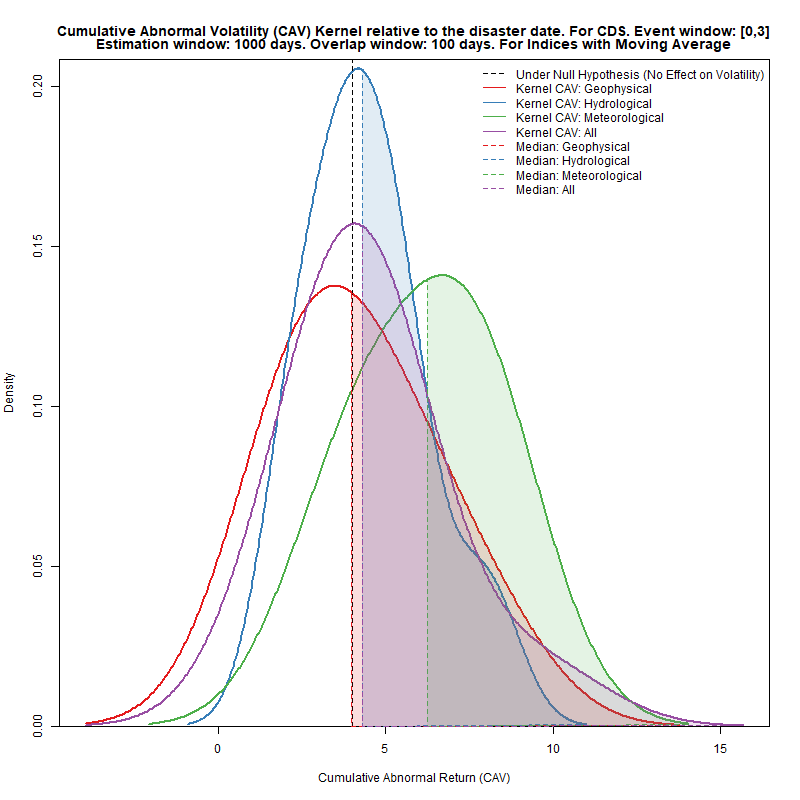 Cumulative Abnormal Volatility (CAV) Kernel relative to the disaster date. For CDS. Event window: [0,3]
Estimation window: 1000 days. Overlap window: 100 days. For Indices with Moving Average
Under Null Hypothesis (No Effect on Volatility)
Kernel CAV: Geophysical
Kernel CAV: Hydrological
Kernel CAV: Meteorological
Kernel CAV: All
Median: Geophysical
Median: Hydrological
Median: Meteorological
Median: All
Density
0.20
0.15
0.10
0.05
0.00
0
5
10
15
Cumulative Abnormal Return (CAV)